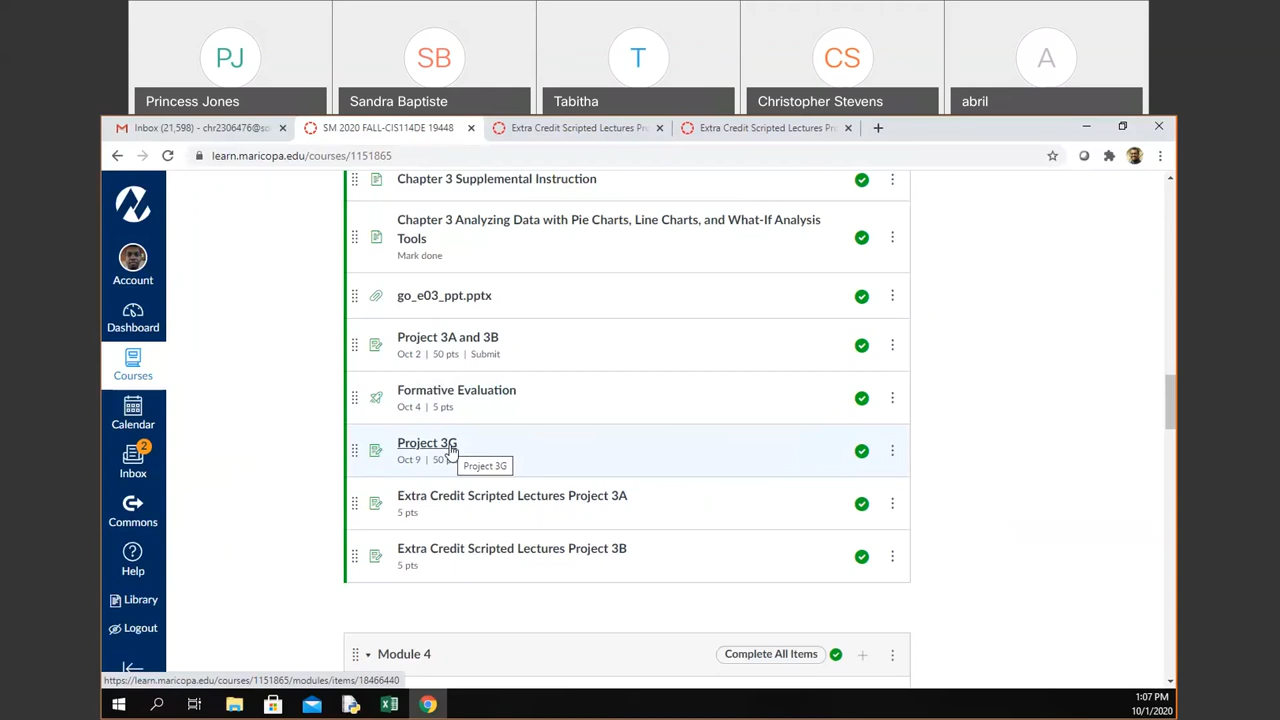 PJ
SB
T
CS
A
Princess Jones
Sandra Baptiste
Tabitha
Christopher Stevens
abril
Inbox (21,598) - chr2306476@so
SM 2020 FALL-CIS114DE 19448
Extra Credit Scripted Lectures Pr
Extra Credit Scripted Lectures Pr
learn.maricopa.edu/courses/1151865
Account
Dashboard
Courses
Calendar
2
Inbox
Commons
Help
Library
Logout
Chapter 3 Supplemental Instruction
Chapter 3 Analyzing Data with Pie Charts, Line Charts, and What-If Analysis
Tools
Mark done
go_e03_ppt.pptx
Project 3A and 3B
Oct 2 | 50 pts | Submit
Formative Evaluation
Oct 4 | 5 pts
Project 3G
Oct 9 | 50
Project 3G
Extra Credit Scripted Lectures Project 3A
5 pts
Extra Credit Scripted Lectures Project 3B
5 pts
Module 4
Complete All Items
https://learn.maricopa.edu/courses/1151865/modules/items/18466440
1:07 PM
10/1/2020